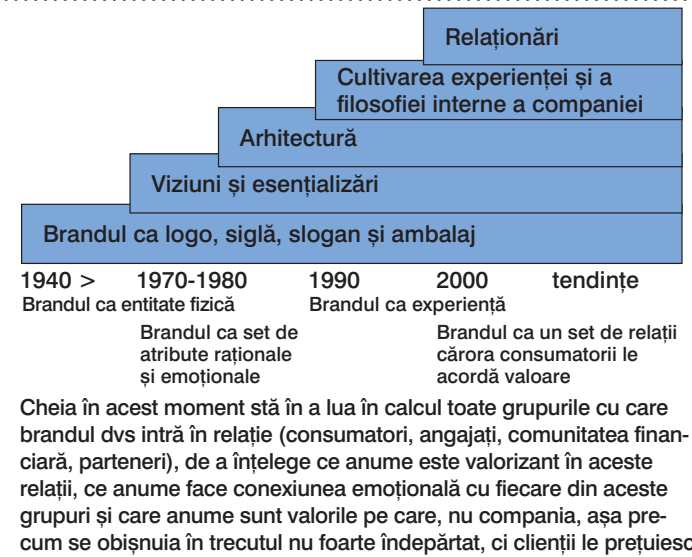 Relaționări
Cultivarea experienței și a
filosofiei interne a companiei
Arhitectură
Viziuni și esențializări
Brandul ca logo, siglă, slogan și ambalaj
1940 > 1970-1980 1990 2000 tendințe
Brandul ca entitate fizică Brandul ca experiență
Brandul ca set de atribute raționale și emoționale
Brandul ca un set de relații cărora consumatorii le acordă valoare
Cheia în acest moment stă în a lua în calcul toate grupurile cu care
brandul dvs intră în relație (consumatori, angajați, comunitatea finan-
ciară, parteneri), de a înțelege ce anume este valorizant în aceste
relații, ce anume face conexiunea emoțională cu fiecare din aceste
grupuri și care anume sunt valorile pe care, nu compania, așa pre-
cum se obișnuia în trecutul nu foarte îndepărtat, ci clienții le prețuiesc